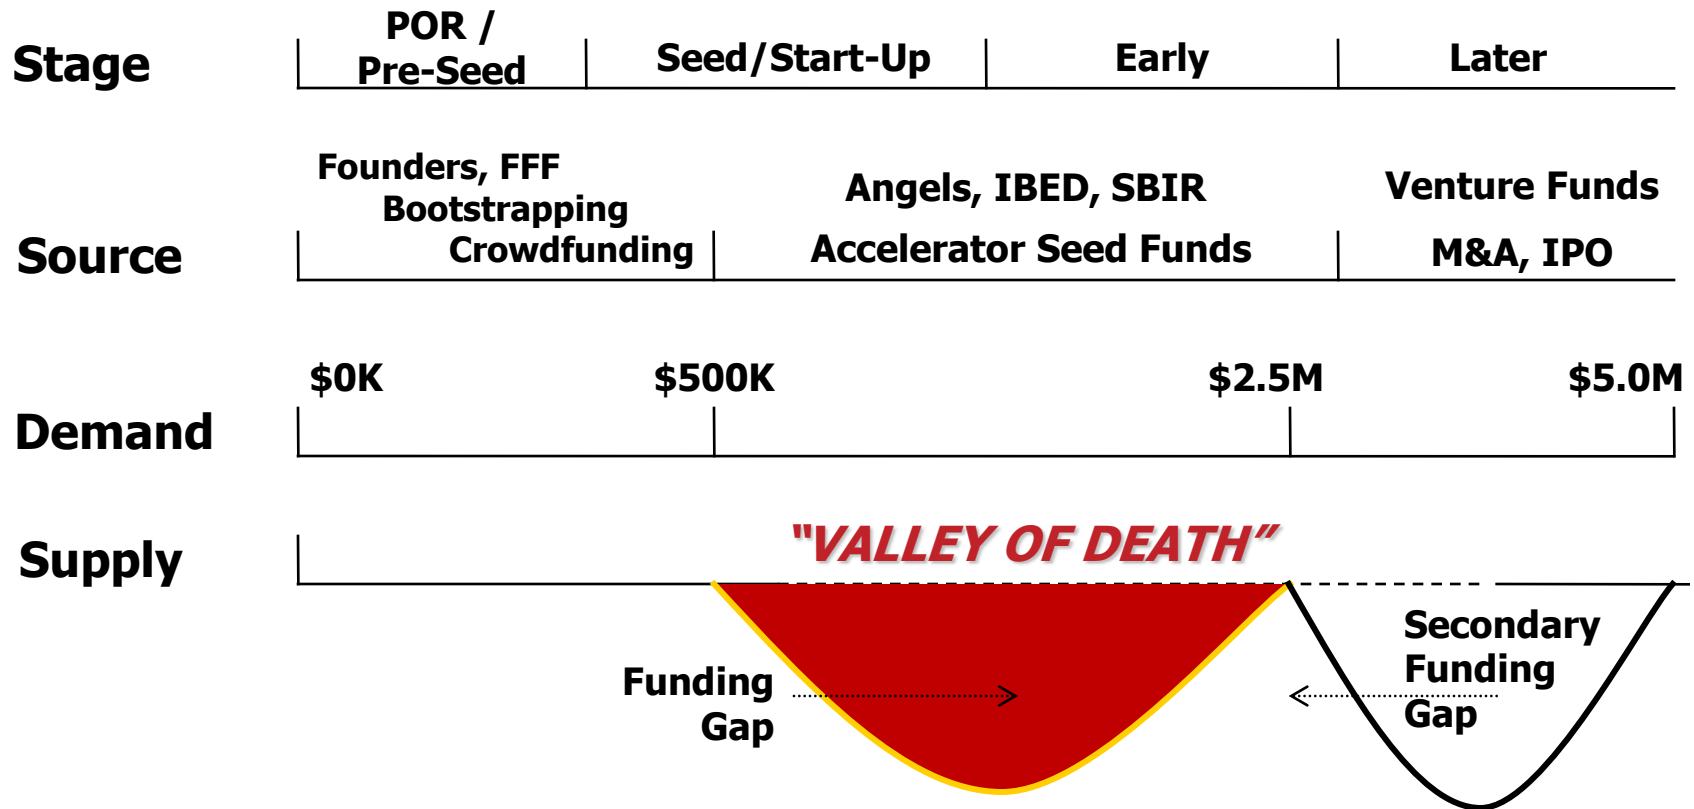 Stage
POR /
Pre-Seed
Seed/Start-Up
Early
Later
Source
Founders, FFF
Bootstrapping
Crowdfunding
Angels, IBED, SBIR
Accelerator Seed Funds
Venture Funds
M&A, IPO
Demand
$0K
$500K
$2.5M
$5.0M
Supply
"VALLEY OF DEATH"
Funding
Gap
Secondary
Funding
Gap